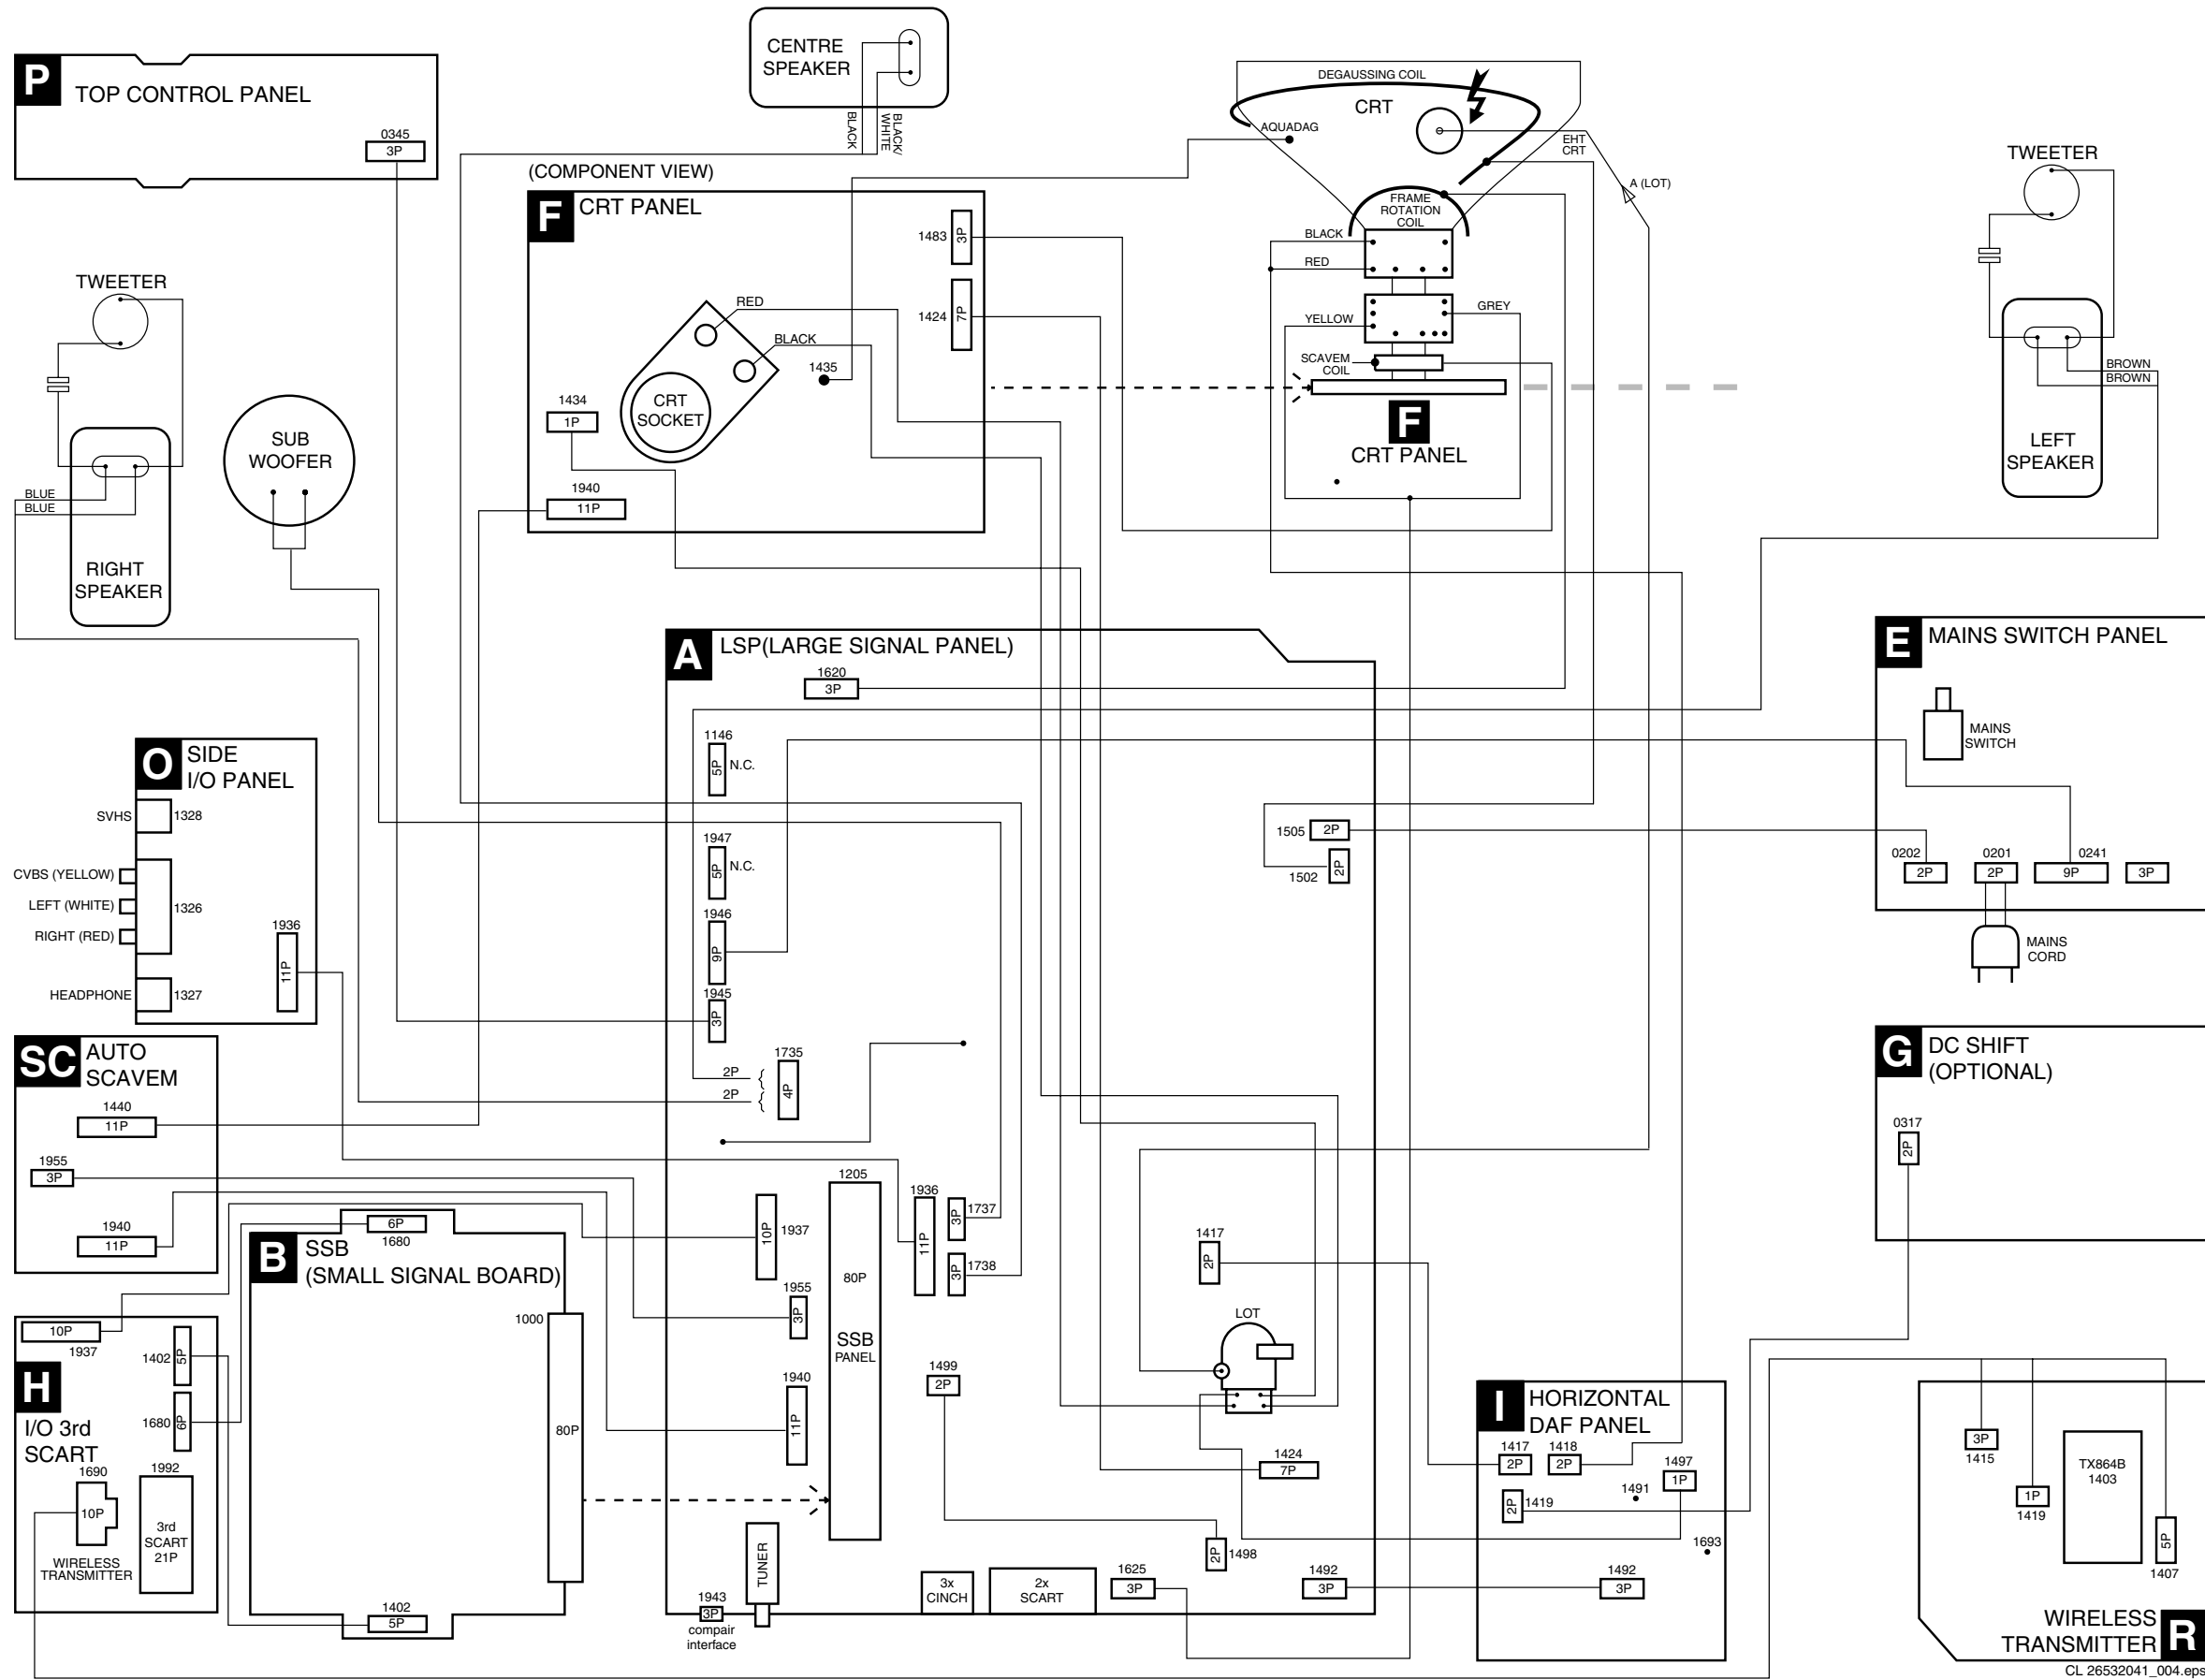 P
TOP CONTROL PANEL
0345
3P
CENTRE
SPEAKER
BLACK
BLACK/
WHITE
(COMPONENT VIEW)
F
CRT PANEL
1483
3P
1424
7P
RED
BLACK
1435
1434
1P
CRT
SOCKET
1940
11P
DEGAUSSING COIL
CRT
AQUADAG
EHT
CRT
A (LOT)
FRAME
ROTATION
COIL
BLACK
RED
YELLOW
GREY
SCAVEM
COIL
F
CRT PANEL
TWEETER
BROWN
BROWN
LEFT
SPEAKER
TWEETER
BLUE
BLUE
RIGHT
SPEAKER
SUB
WOOFER
A
LSP(LARGE SIGNAL PANEL)
1620
3P
1146
5P
N.C.
1947
5P
N.C.
1946
9P
1945
3P
1735
2P
2P
4P
1505
2P
1502
2P
1205
80P
SSB
PANEL
1936
11P
1737
3P
1738
3P
1937
10P
1955
3P
1940
11P
1499
2P
1417
2P
LOT
1424
7P
1498
2P
TUNER
1943
3P
compair
interface
3x
CINCH
2x
SCART
1625
3P
1492
3P
E
MAINS SWITCH PANEL
MAINS
SWITCH
0202
2P
0201
2P
0241
9P
3P
MAINS
CORD
O
SIDE
I/O PANEL
SVHS
1328
CVBS (YELLOW)
LEFT (WHITE)
RIGHT (RED)
1326
1936
11P
HEADPHONE
1327
SC
AUTO
SCAVEM
1440
11P
1955
3P
1940
11P
G
DC SHIFT
(OPTIONAL)
0317
2P
B
SSB
(SMALL SIGNAL BOARD)
6P
1680
1000
80P
1402
5P
H
I/O 3rd
SCART
10P
1937
1402
5P
1680
6P
1690
10P
WIRELESS
TRANSMITTER
1992
3rd
SCART
21P
I
HORIZONTAL
DAF PANEL
1417
2P
1418
2P
1497
1P
1491
1419
2P
1693
1492
3P
3P
1415
1P
1419
TX864B
1403
5P
1407
WIRELESS
TRANSMITTER
R
CL 26532041_004.eps